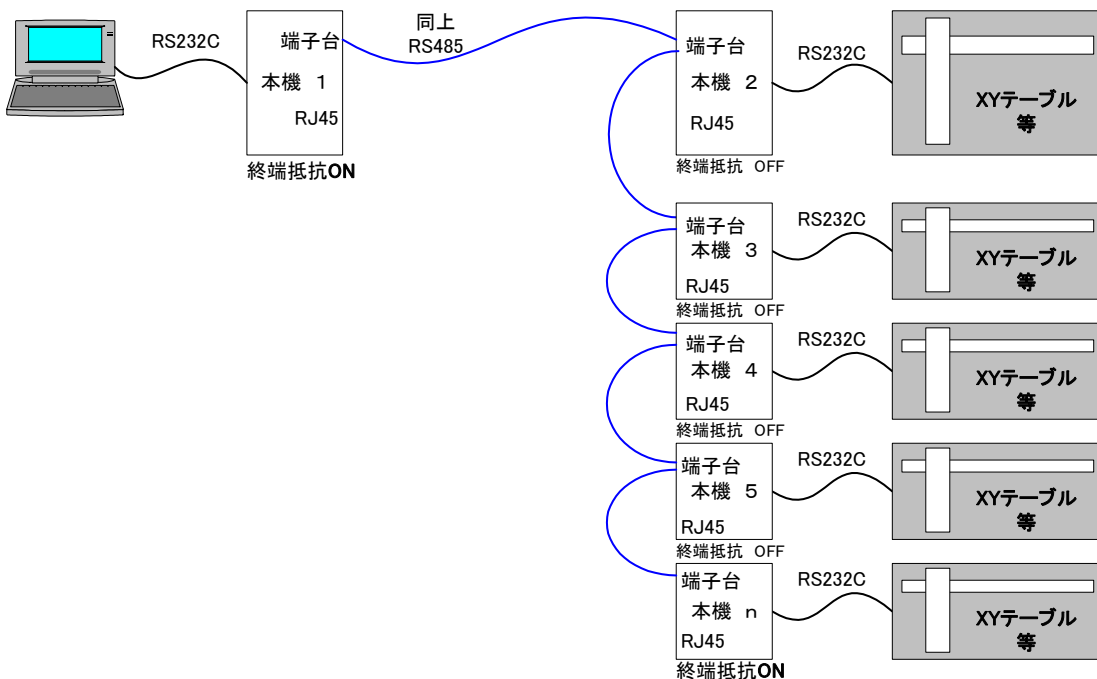 RS232C
端子台
本機 1
RJ45
終端抵抗ON
同上
RS485
端子台
本機 2
RJ45
終端抵抗 OFF
RS232C
XYテーブル
等
端子台
本機 3
RJ45
終端抵抗 OFF
RS232C
XYテーブル
等
端子台
本機 4
RJ45
終端抵抗 OFF
RS232C
XYテーブル
等
端子台
本機 5
RJ45
終端抵抗 OFF
RS232C
XYテーブル
等
端子台
本機 n
RJ45
終端抵抗ON
RS232C
XYテーブル
等